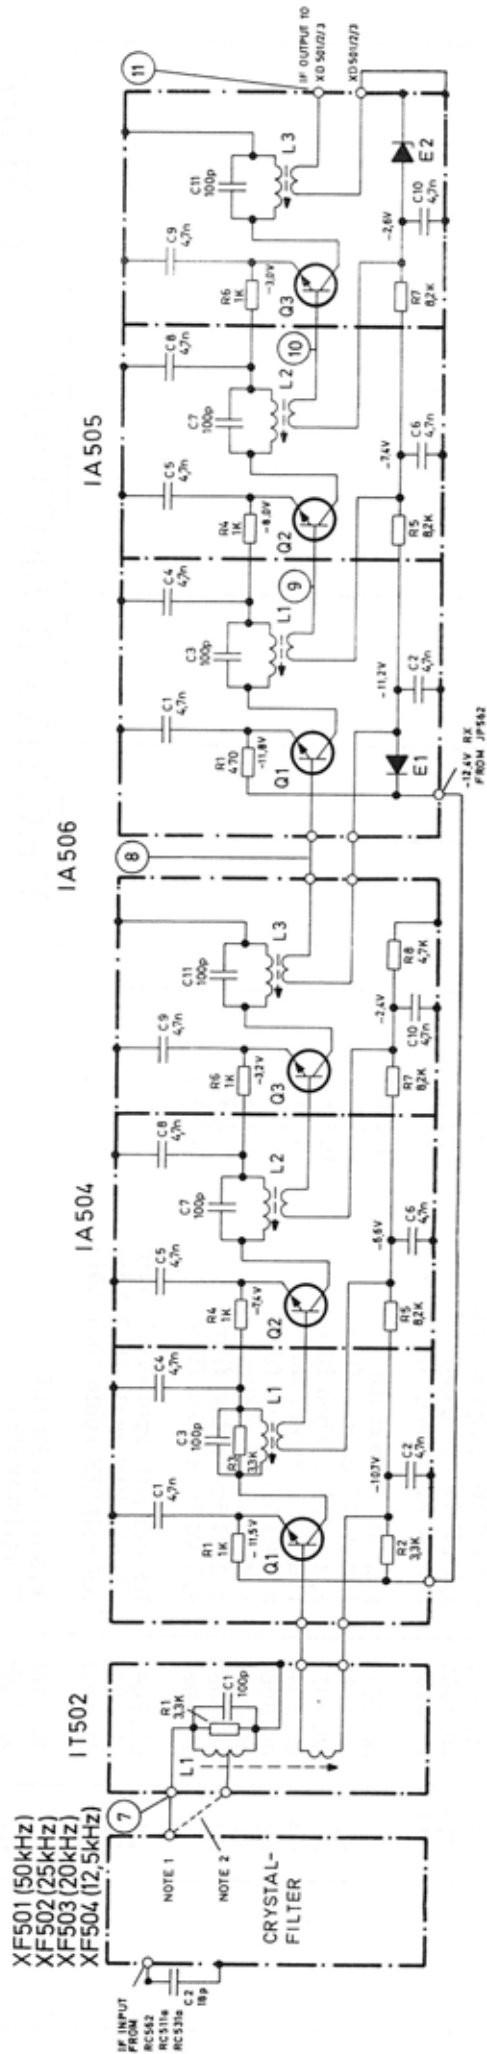 XF501 (50kHz)
XF502 (25kHz)
XF503 (20kHz)
XF504 (12,5kHz)
IF INPUT
FROM
RC562
RC511a
RC531a
C2
18p
NOTE 1
NOTE 2
CRYSTAL-
FILTER
7
IT502
R1
3,3K
C1
100p
L1
IA504
C1
4,7n
R1
1K
-11,5V
Q1
R2
3,3K
-10,7V
C2
4,7n
C3
100p
R3
3,3K
L1
C4
4,7n
C5
4,7n
R4
1K
-7,4V
Q2
R5
8,2K
-6,6V
C6
4,7n
C7
100p
L2
C8
4,7n
C9
4,7n
R6
1K
-3,2V
Q3
R7
8,2K
-2,4V
C10
4,7n
R8
4,7K
C11
100p
L3
8
IA506
IA505
C1
4,7n
R1
470
-11,8V
Q1
E1
-12,4V RX
FROM JP562
-11,2V
C2
4,7n
C3
100p
L1
C4
4,7n
9
C5
4,7n
R4
1K
-8,0V
Q2
R5
8,2K
-7,4V
C6
4,7n
C7
100p
L2
C8
4,7n
10
C9
4,7n
R6
1K
-3,0V
Q3
R7
8,2K
-2,6V
C10
4,7n
E2
C11
100p
L3
11
IF OUTPUT TO
XD501/2/3
XD501/2/3